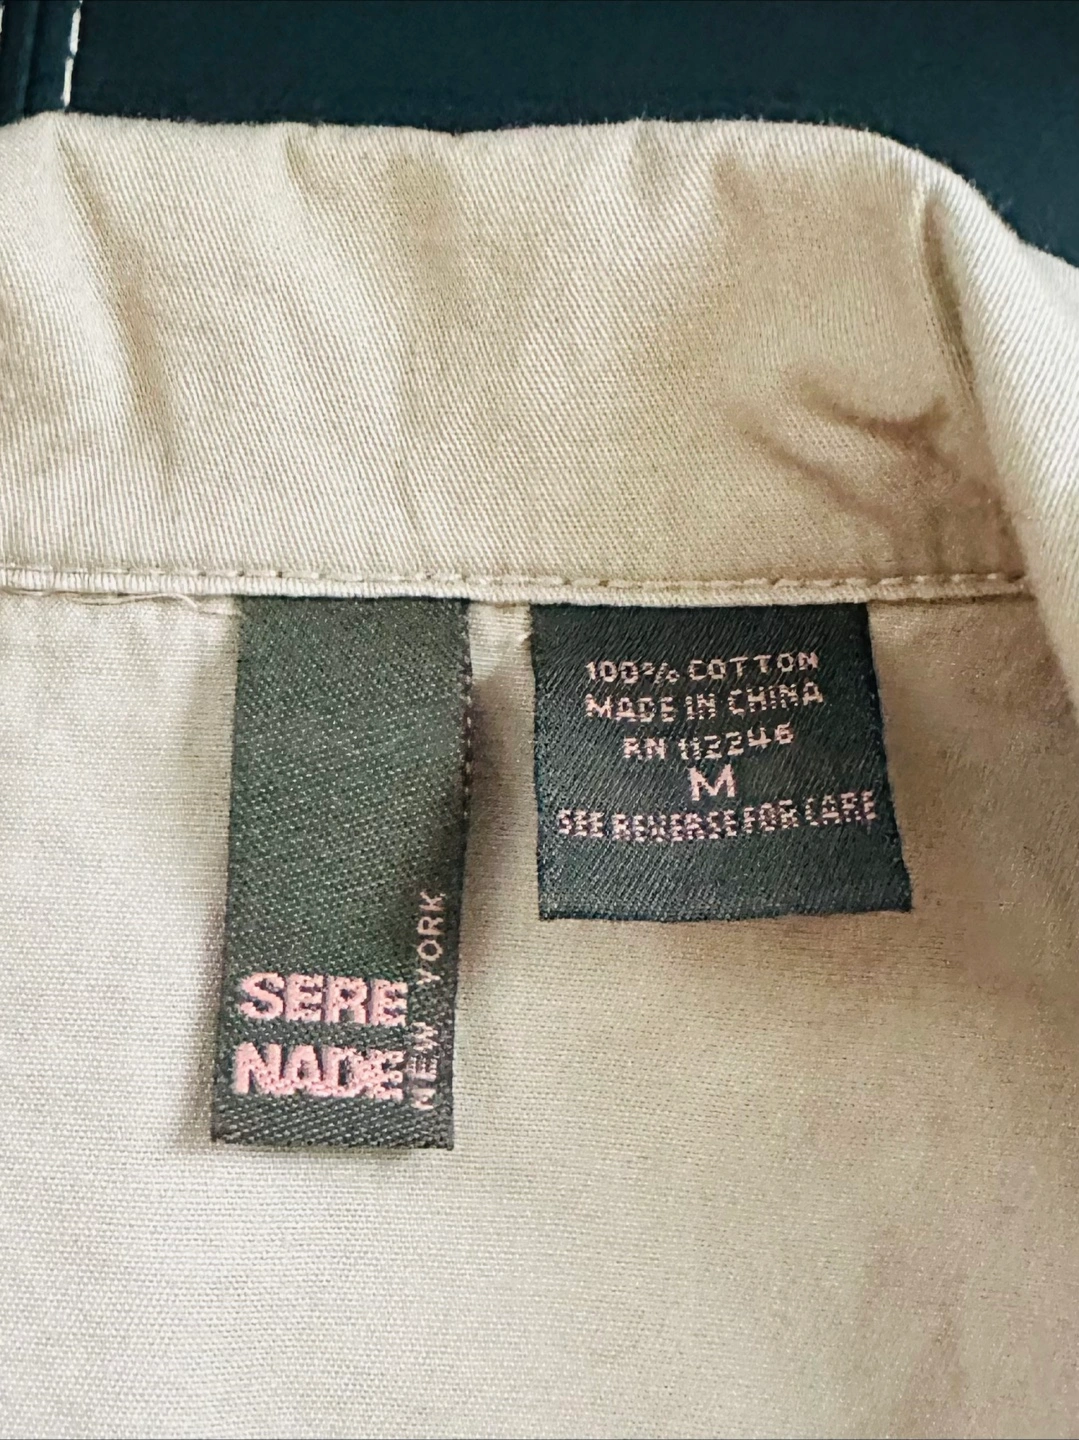 SERE
NADE
NEW YORK
100% COTTON
MADE IN CHINA
RN 112246
M
SEE REVERSE FOR CARE